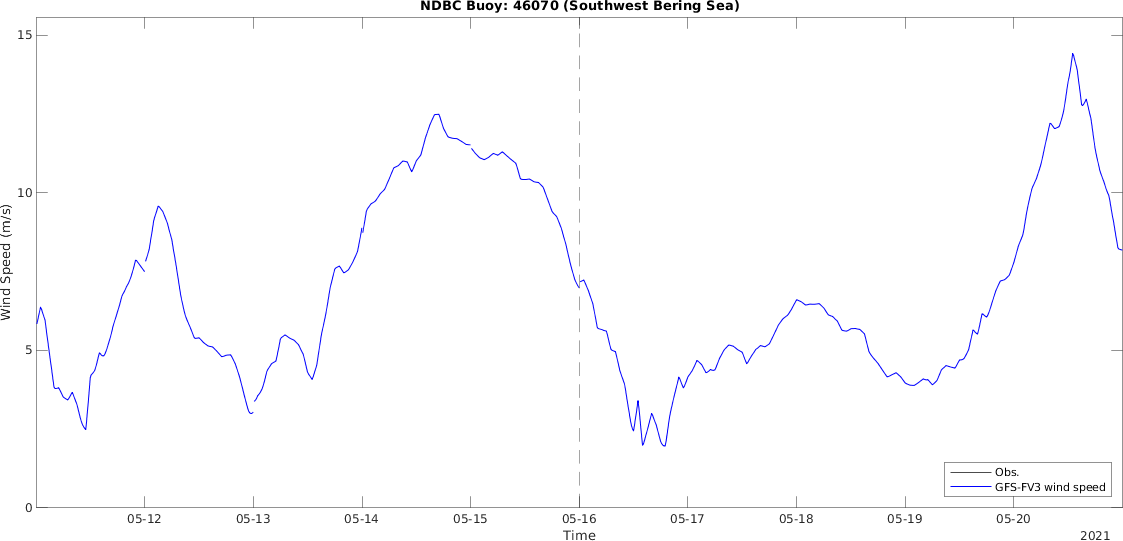 NDBC Buoy: 46070 (Southwest Bering Sea)
15
10
5
0
Wind Speed (m/s)
Obs.
GFS-FV3 wind speed
05-12 05-13 05-14 05-15 05-16 05-17 05-18 05-19 05-20
Time
2021